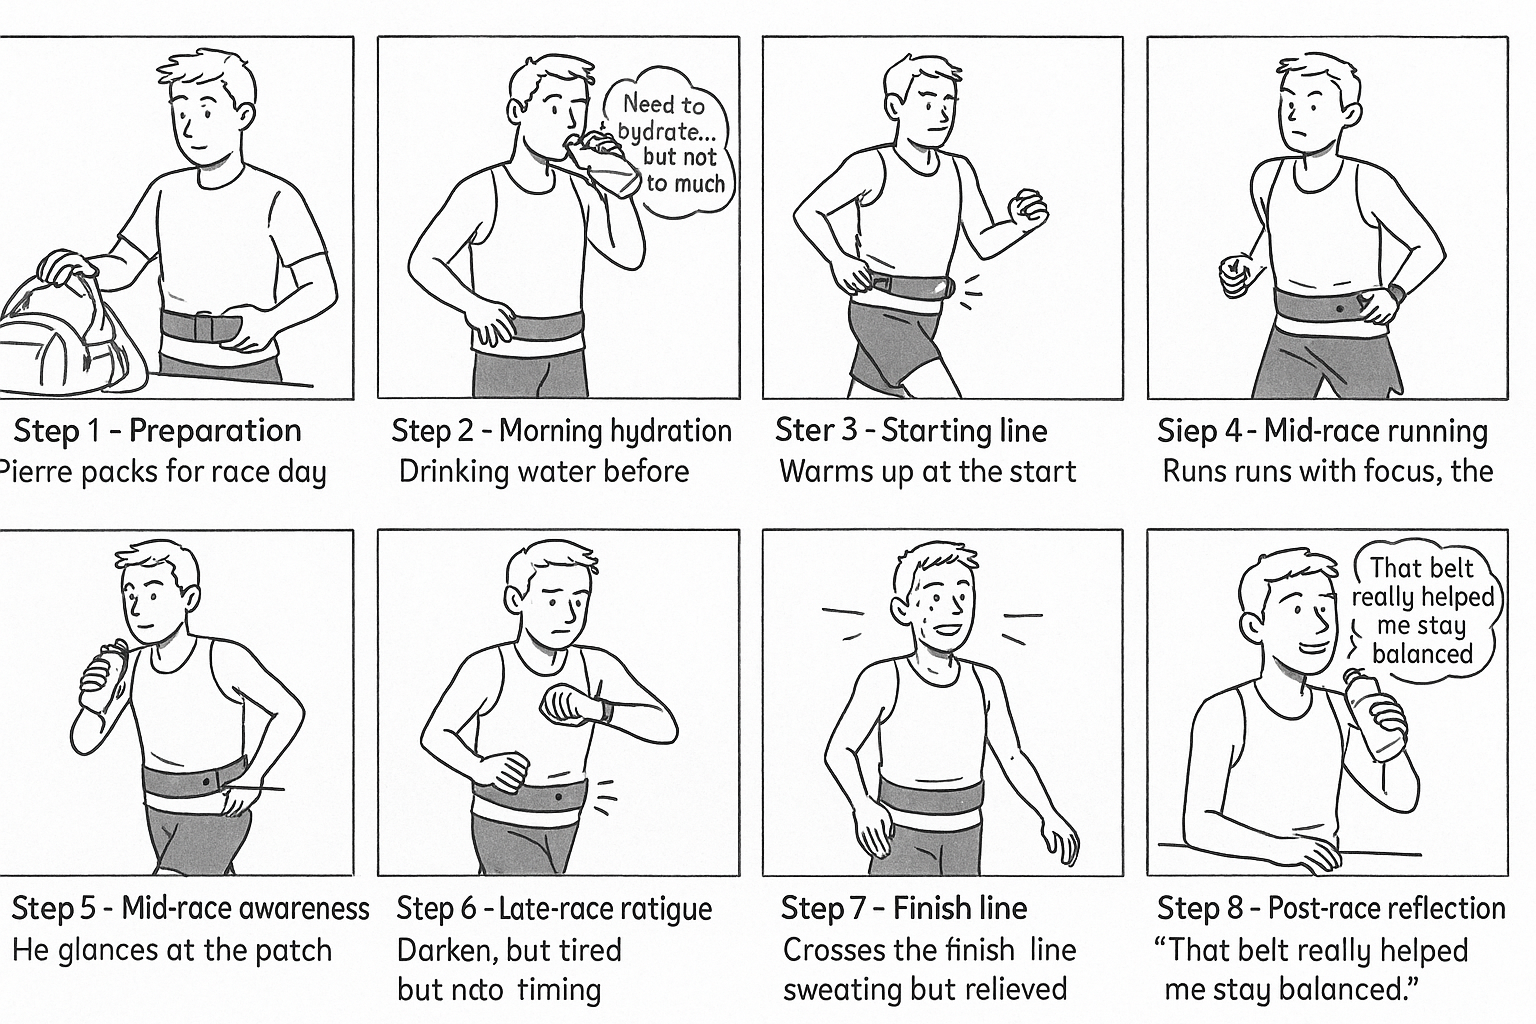 Need to
bydrate...
but not
to much
Step 1 - Preparation
Pierre packs for race day
Step 2 - Morning hydration
Drinking water before
Ster 3 - Starting line
Warms up at the start
Siep 4 - Mid-race running
Runs runs with focus, the
That belt
really helped
me stay
balanced
Step 5 - Mid-race awareness
He glances at the patch
Step 6 - Late-race ratigue
Darken, but tired
but ncto timing
Step 7 - Finish line
Crosses the finish line
sweating but relieved
Step 8 - Post-race reflection
“That belt really helped
me stay balanced.”